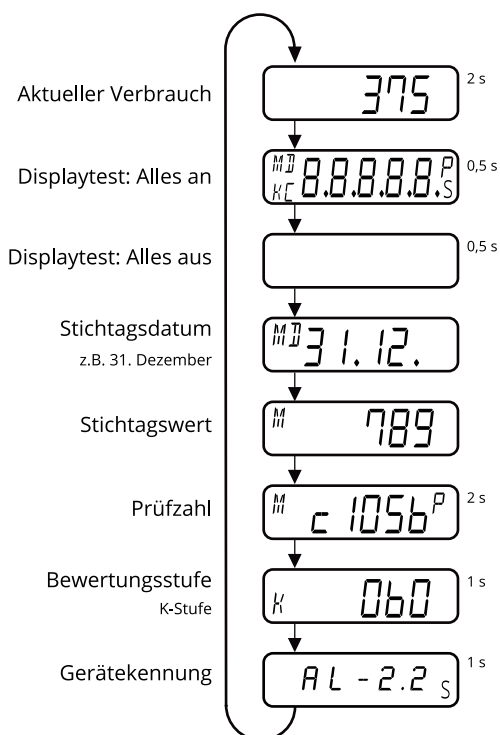 Aktueller Verbrauch 375 2 s
Displaytest: Alles an MD KC 8.8.8.8.8. P S 0,5 s
Displaytest: Alles aus 0,5 s
Stichtagsdatum MD 31.12.
z.B. 31. Dezember
Stichtagswert M 789
Prüfzahl M c 105b P 2 s
Bewertungsstufe K 0b0 1 s
K-Stufe
Gerätekennung AL-2.2 S 1 s